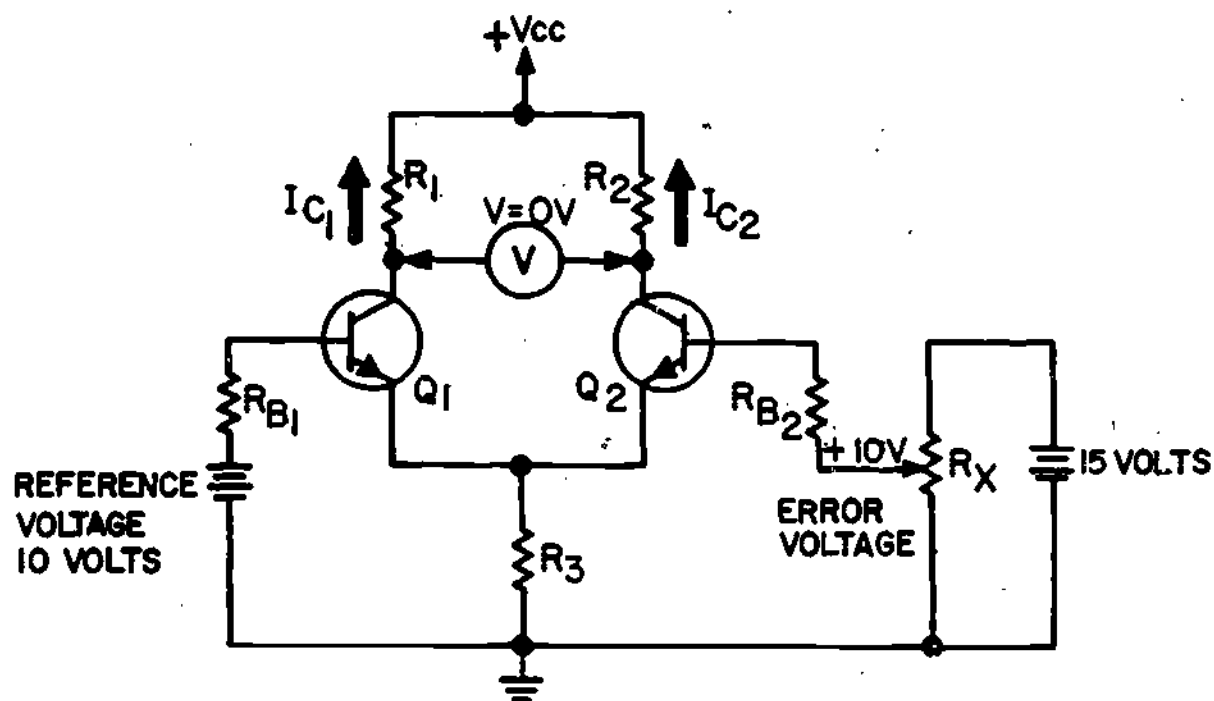 +Vcc
IC1
R1
R2
IC2
V=0V
V
Q1
Q2
RB1
RB2
+10V
RX
15 VOLTS
REFERENCE
VOLTAGE
10 VOLTS
ERROR
VOLTAGE
R3